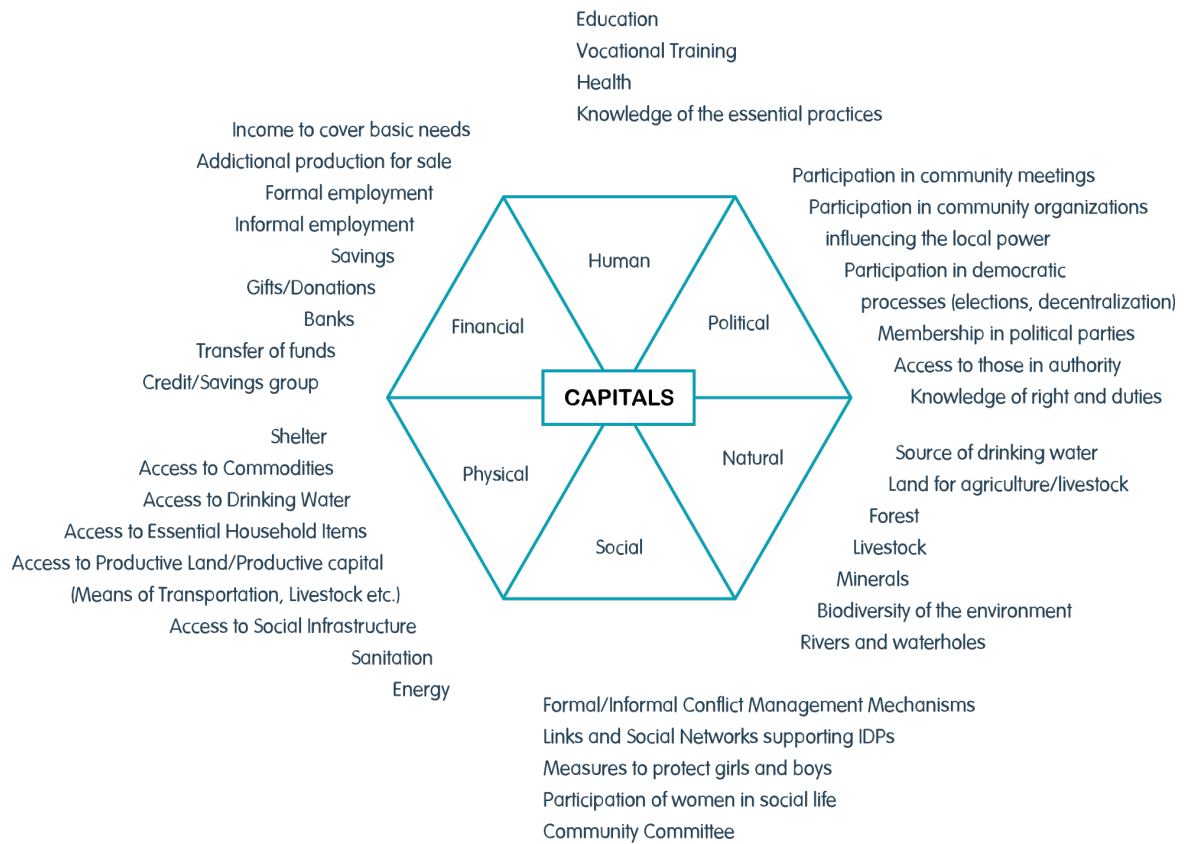 Education
Vocational Training
Health
Knowledge of the essential practices
Income to cover basic needs
Addictional production for sale
Formal employment
Informal employment
Savings
Gifts/Donations
Banks
Transfer of funds
Credit/Savings group
Participation in community meetings
Participation in community organizations
influencing the local power
Participation in democratic
processes (elections, decentralization)
Membership in political parties
Access to those in authority
Knowledge of right and duties
Human
Financial
Political
CAPITALS
Physical
Natural
Social
Shelter
Access to Commodities
Access to Drinking Water
Access to Essential Household Items
Access to Productive Land/Productive capital
(Means of Transportation, Livestock etc.)
Access to Social Infrastructure
Sanitation
Energy
Source of drinking water
Land for agriculture/livestock
Forest
Livestock
Minerals
Biodiversity of the environment
Rivers and waterholes
Formal/Informal Conflict Management Mechanisms
Links and Social Networks supporting IDPs
Measures to protect girls and boys
Participation of women in social life
Community Committee